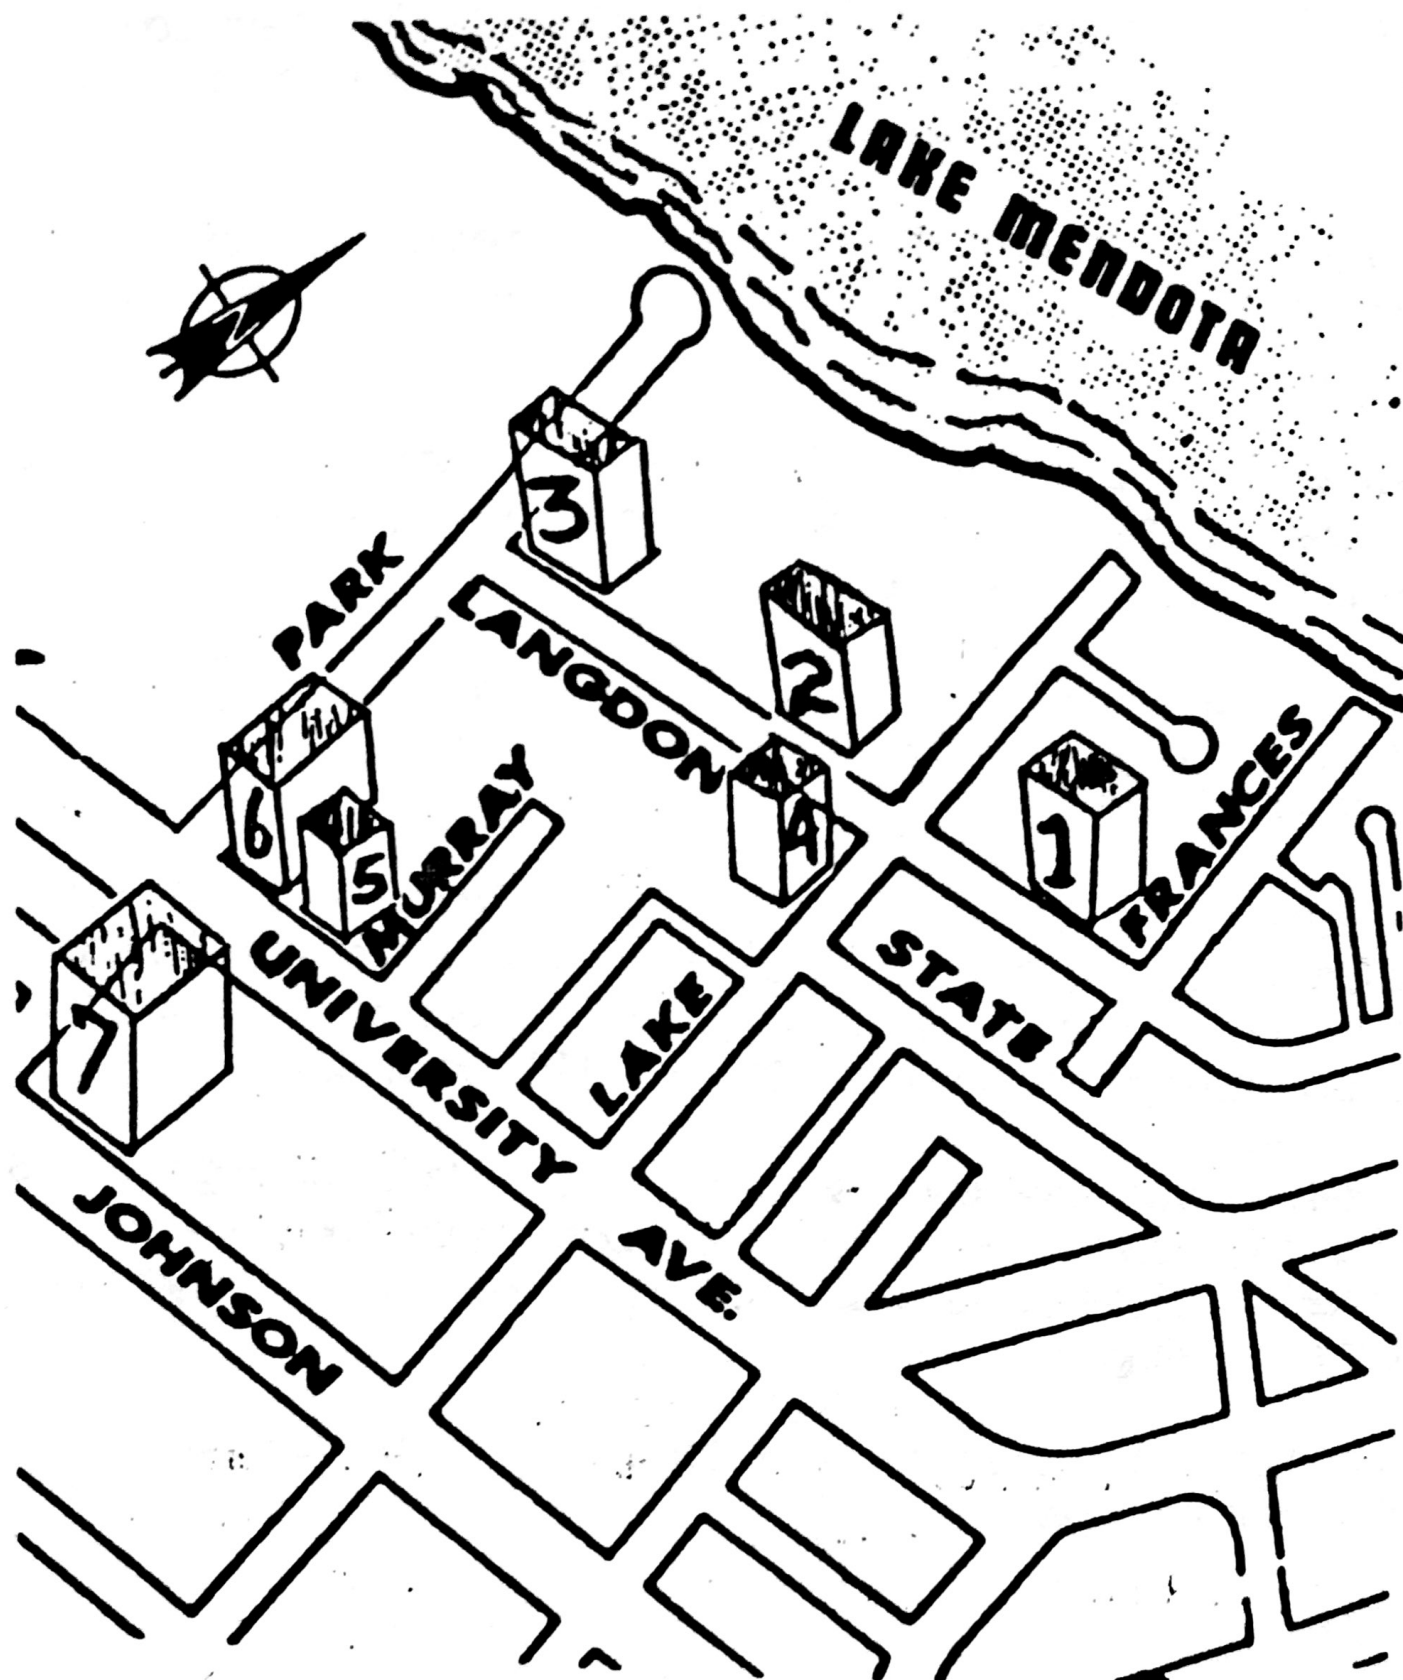 LAKE MENDOTA
3
PARK
LANGDON
2
FRANCES
1
6
5
MURRAY
4
7
UNIVERSITY
AVE.
LAKE
STATE
JOHNSON